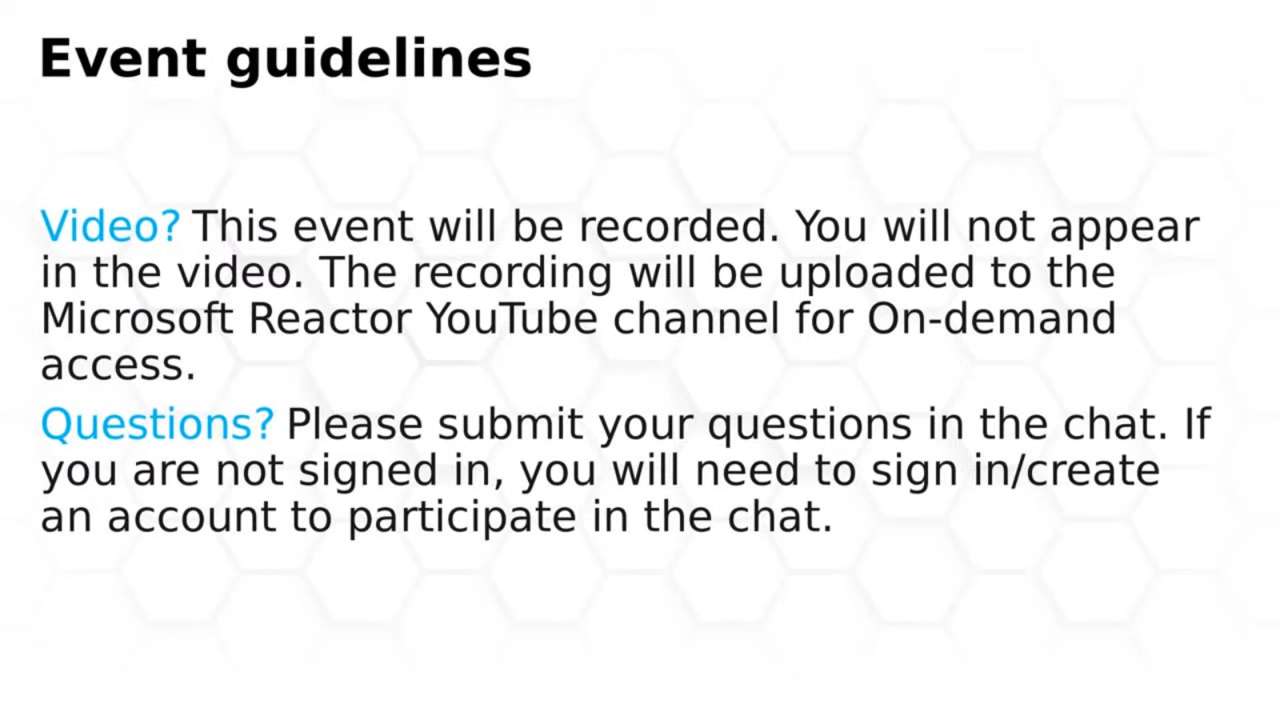 Event guidelines
Video? This event will be recorded. You will not appear
in the video. The recording will be uploaded to the
Microsoft Reactor YouTube channel for On-demand
access.
Questions? Please submit your questions in the chat. If
you are not signed in, you will need to sign in/create
an account to participate in the chat.